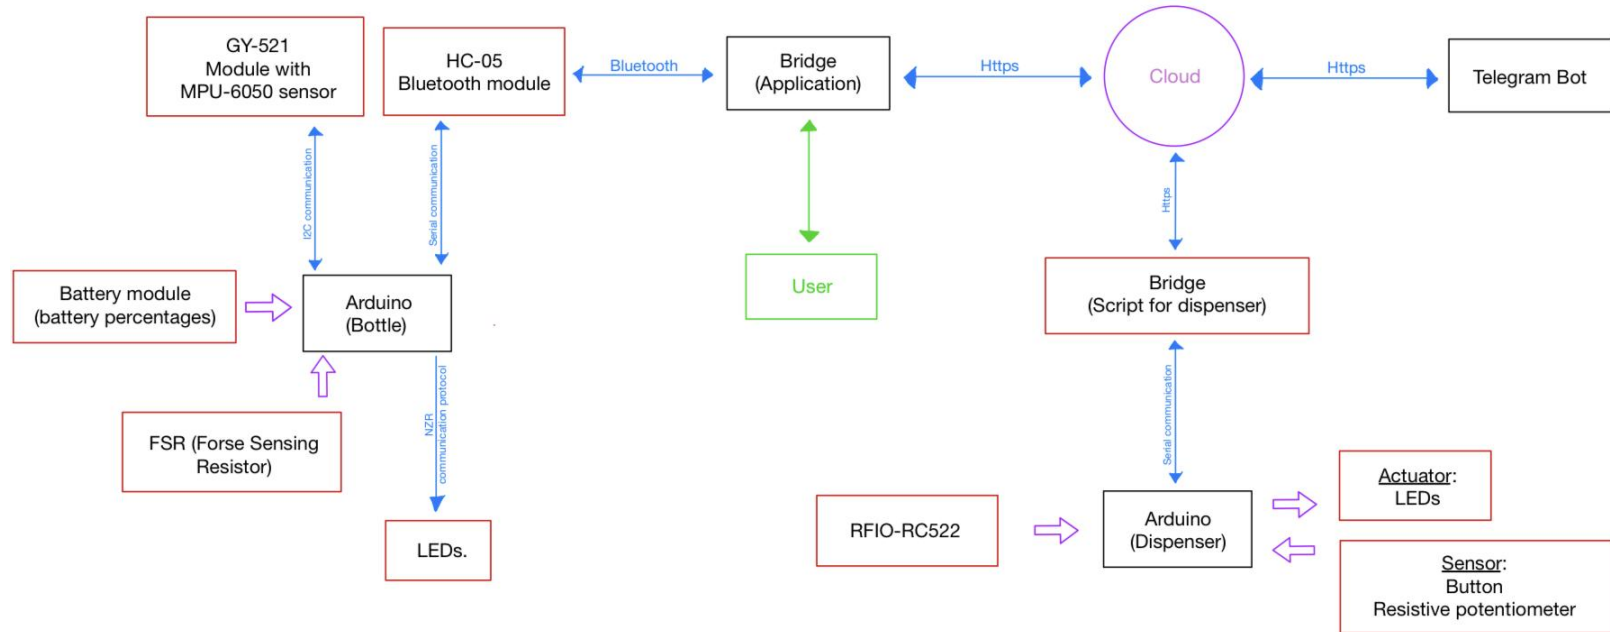 GY-521
Module with
MPU-6050 sensor
HC-05
Bluetooth module
Bluetooth
Bridge
(Application)
Https
Cloud
Https
Telegram Bot
I2C communication
Serial communication
Https
Battery module
(battery percentages)
Arduino
(Bottle)
User
Bridge
(Script for dispenser)
FSR (Forse Sensing
Resistor)
NZR
communication protocol
Serial communication
LEDs.
RFIO-RC522
Arduino
(Dispenser)
Actuator:
LEDs
Sensor:
Button
Resistive potentiometer